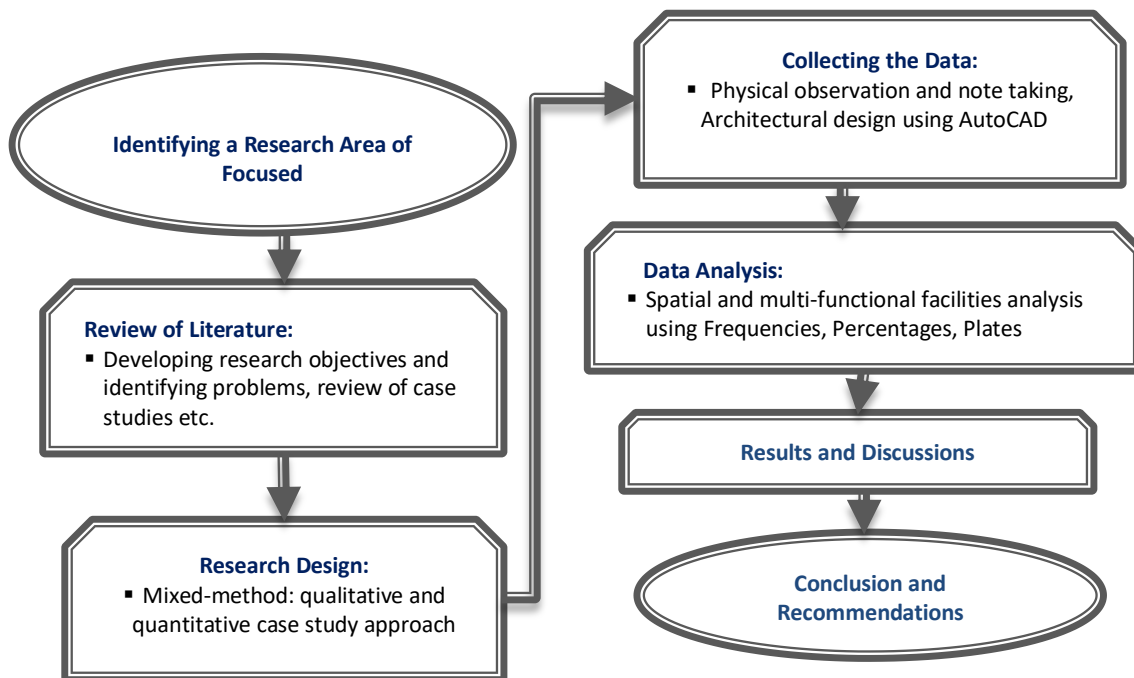 Identifying a Research Area of
Focused
Review of Literature:
▪ Developing research objectives and
identifying problems, review of case
studies etc.
Research Design:
▪ Mixed-method: qualitative and
quantitative case study approach
Collecting the Data:
▪ Physical observation and note taking,
Architectural design using AutoCAD
Data Analysis:
▪ Spatial and multi-functional facilities analysis
using Frequencies, Percentages, Plates
Results and Discussions
Conclusion and
Recommendations